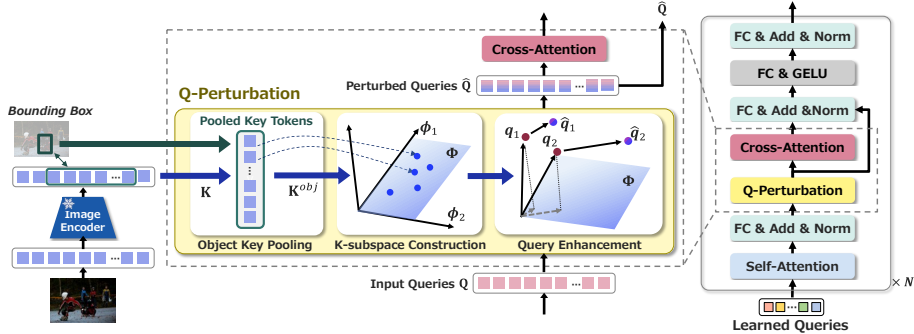 Bounding Box
Image
Encoder
Q-Perturbation
Pooled Key Tokens
K
K^obj
Object Key Pooling
ϕ₁
Φ
ϕ₂
K-subspace Construction
q₁
q̂₁
q₂
q̂₂
Φ
Query Enhancement
Cross-Attention
Perturbed Queries Q̂
Q̂
Input Queries Q
FC & Add & Norm
FC & GELU
FC & Add &Norm
Cross-Attention
Q-Perturbation
FC & Add & Norm
Self-Attention
× N
Learned Queries